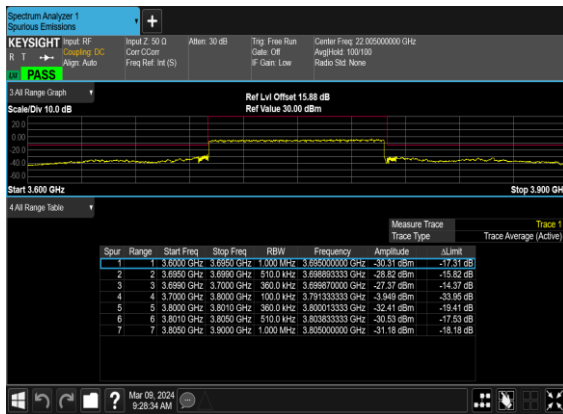 Spectrum Analyzer 1
Spurious Emissions
+
KEYSIGHT Input: RF Input Z: 50 Ω Atten: 30 dB Trig: Free Run Center Freq: 22.005000000 GHz
R T Coupling: DC Corr CCorr Gate: Off Avg|Hold: 100/100
Align: Auto Freq Ref: Int (S) IF Gain: Low Radio Std: None
PASS
3 All Range Graph
Ref Lvl Offset 15.88 dB
Scale/Div 10.0 dB Ref Value 30.00 dBm
20.0
0.00
-20.0
-40.0
-60.0
Start 3.600 GHz Stop 3.900 GH
4 All Range Table
Measure Trace Trace 1
Trace Type Trace Average (Active)
Spur Range Start Freq Stop Freq RBW Frequency Amplitude ΔLimit
1 1 3.6000 GHz 3.6950 GHz 1.000 MHz 3.695000000 GHz -30.31 dBm -17.31 dB
2 2 3.6950 GHz 3.6990 GHz 510.0 kHz 3.698893333 GHz -28.82 dBm -15.82 dB
3 3 3.6990 GHz 3.7000 GHz 360.0 kHz 3.699870000 GHz -27.37 dBm -14.37 dB
4 4 3.7000 GHz 3.8000 GHz 100.0 kHz 3.791333333 GHz -3.949 dBm -33.95 dB
5 5 3.8000 GHz 3.8010 GHz 360.0 kHz 3.800013333 GHz -32.41 dBm -19.41 dB
6 6 3.8010 GHz 3.8050 GHz 510.0 kHz 3.803833333 GHz -30.53 dBm -17.53 dB
7 7 3.8050 GHz 3.9000 GHz 1.000 MHz 3.805000000 GHz -31.18 dBm -18.18 dB
? Mar 09, 2024
9:28:34 AM